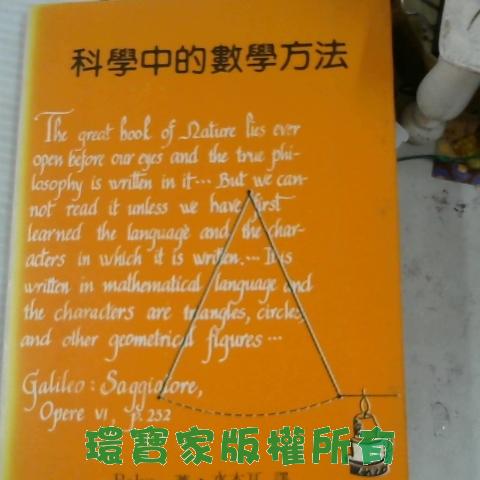 科學中的數學方法
The great book of Nature lies ever
open before our eyes and the true phi-
losophy is written in it... But we can-
not read it unless we have first
learned the language and the char-
acters in which it is written.... It is
written in mathematical language and
the characters are triangles, circles,
and other geometrical figures ...
Galileo: Saggiolore,
Opere VI, p. 232
環寶家版權所有